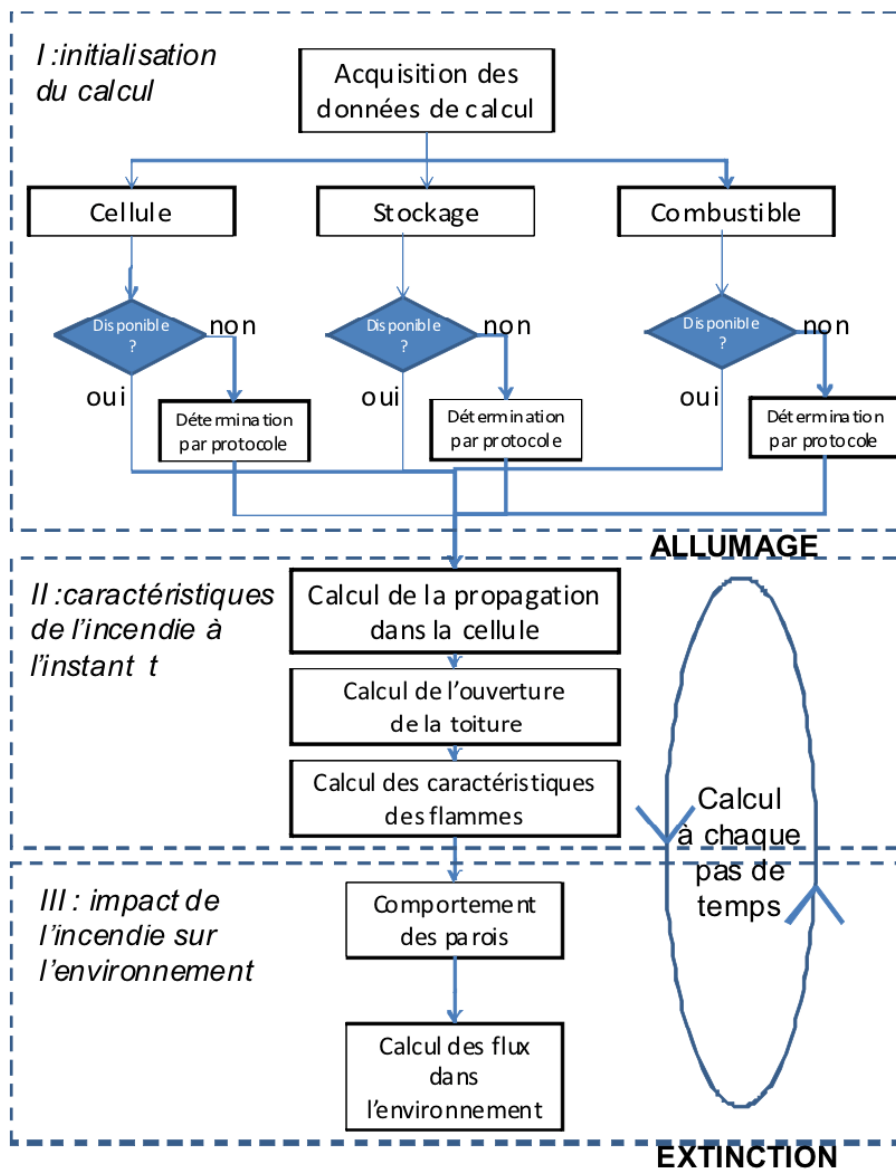 I :initialisation
du calcul
Acquisition des
données de calcul
Cellule
Stockage
Combustible
Disponible
?
non
oui
Disponible
?
non
oui
Disponible
?
non
oui
Détermination
par protocole
Détermination
par protocole
Détermination
par protocole
ALLUMAGE
II :caractéristiques
de l’incendie à
l’instant t
Calcul de la propagation
dans la cellule
Calcul de l’ouverture
de la toiture
Calcul des caractéristiques
des flammes
Calcul
à chaque
pas de
temps
III : impact de
l’incendie sur
l’environnement
Comportement
des parois
Calcul des flux
dans
l’environnement
EXTINCTION